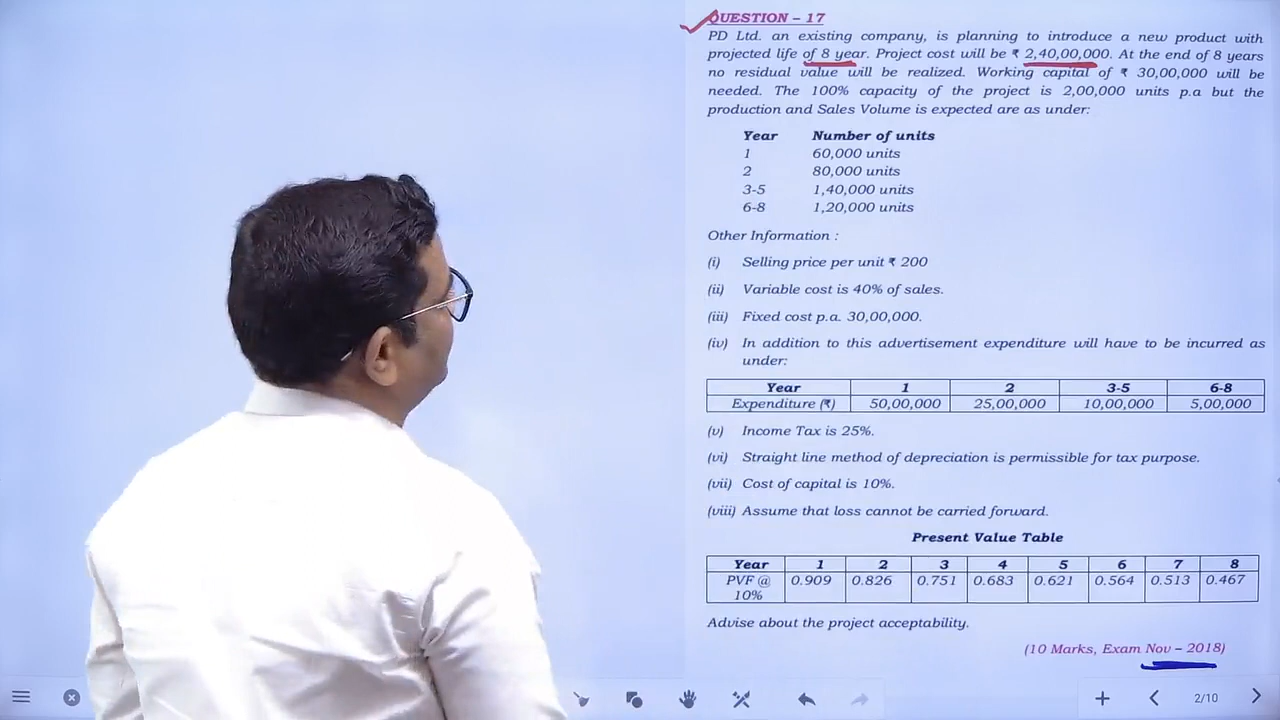 QUESTION – 17
PD Ltd. an existing company, is planning to introduce a new product with
projected life of 8 year. Project cost will be ₹ 2,40,00,000. At the end of 8 years
no residual value will be realized. Working capital of ₹ 30,00,000 will be
needed. The 100% capacity of the project is 2,00,000 units p.a but the
production and Sales Volume is expected are as under:
Year Number of units
1 60,000 units
2 80,000 units
3-5 1,40,000 units
6-8 1,20,000 units
Other Information :
(i) Selling price per unit ₹ 200
(ii) Variable cost is 40% of sales.
(iii) Fixed cost p.a. 30,00,000.
(iv) In addition to this advertisement expenditure will have to be incurred as
under:
Year 1 2 3-5 6-8
Expenditure (₹) 50,00,000 25,00,000 10,00,000 5,00,000
(v) Income Tax is 25%.
(vi) Straight line method of depreciation is permissible for tax purpose.
(vii) Cost of capital is 10%.
(viii) Assume that loss cannot be carried forward.
Present Value Table
Year 1 2 3 4 5 6 7 8
PVF @ 0.909 0.826 0.751 0.683 0.621 0.564 0.513 0.467
10%
Advise about the project acceptability.
(10 Marks, Exam Nov – 2018)
2/10